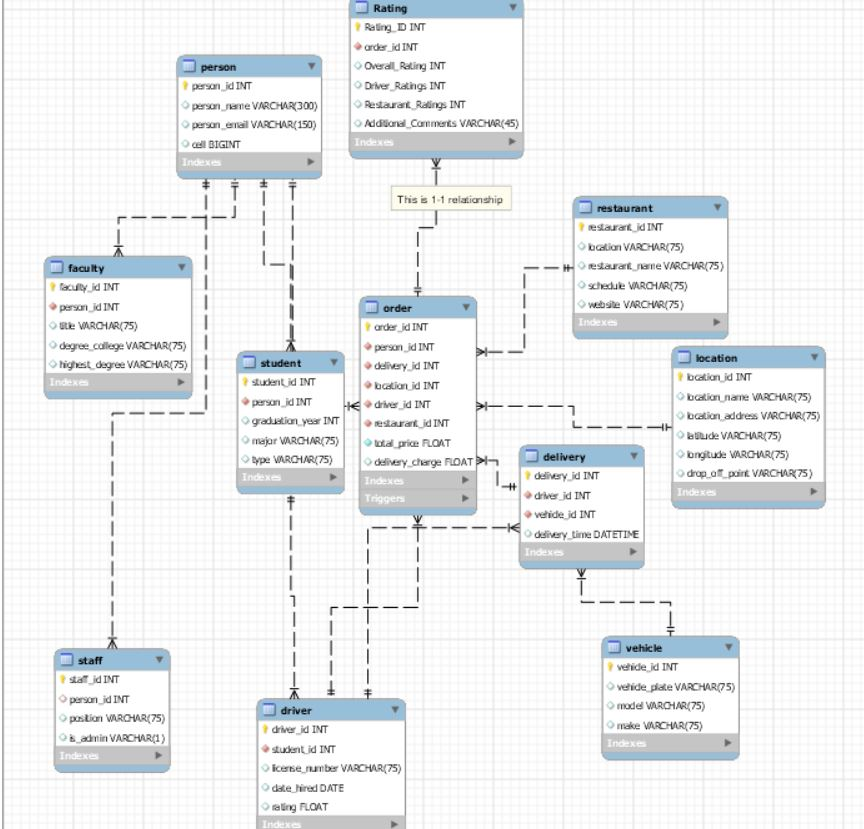 Rating
Rating_ID INT
order_id INT
Overall_Rating INT
Driver_Ratings INT
Restaurant_Ratings INT
Additional_Comments VARCHAR(45)
Indexes
person
person_id INT
person_name VARCHAR(300)
person_email VARCHAR(150)
cell BIGINT
Indexes
This is 1-1 relationship
restaurant
restaurant_id INT
location VARCHAR(75)
restaurant_name VARCHAR(75)
schedule VARCHAR(75)
website VARCHAR(75)
Indexes
faculty
faculty_id INT
person_id INT
title VARCHAR(75)
degree_college VARCHAR(75)
highest_degree VARCHAR(75)
Indexes
order
order_id INT
person_id INT
delivery_id INT
location_id INT
driver_id INT
restaurant_id INT
total_price FLOAT
delivery_charge FLOAT
Indexes
Triggers
student
student_id INT
person_id INT
graduation_year INT
major VARCHAR(75)
type VARCHAR(75)
Indexes
location
location_id INT
location_name VARCHAR(75)
location_address VARCHAR(75)
latitude VARCHAR(75)
longitude VARCHAR(75)
drop_off_point VARCHAR(75)
Indexes
delivery
delivery_id INT
driver_id INT
vehicle_id INT
delivery_time DATETIME
Indexes
staff
staff_id INT
person_id INT
position VARCHAR(75)
is_admin VARCHAR(1)
Indexes
vehicle
vehicle_id INT
vehicle_plate VARCHAR(75)
model VARCHAR(75)
make VARCHAR(75)
Indexes
driver
driver_id INT
student_id INT
license_number VARCHAR(75)
date_hired DATE
rating FLOAT
Indexes